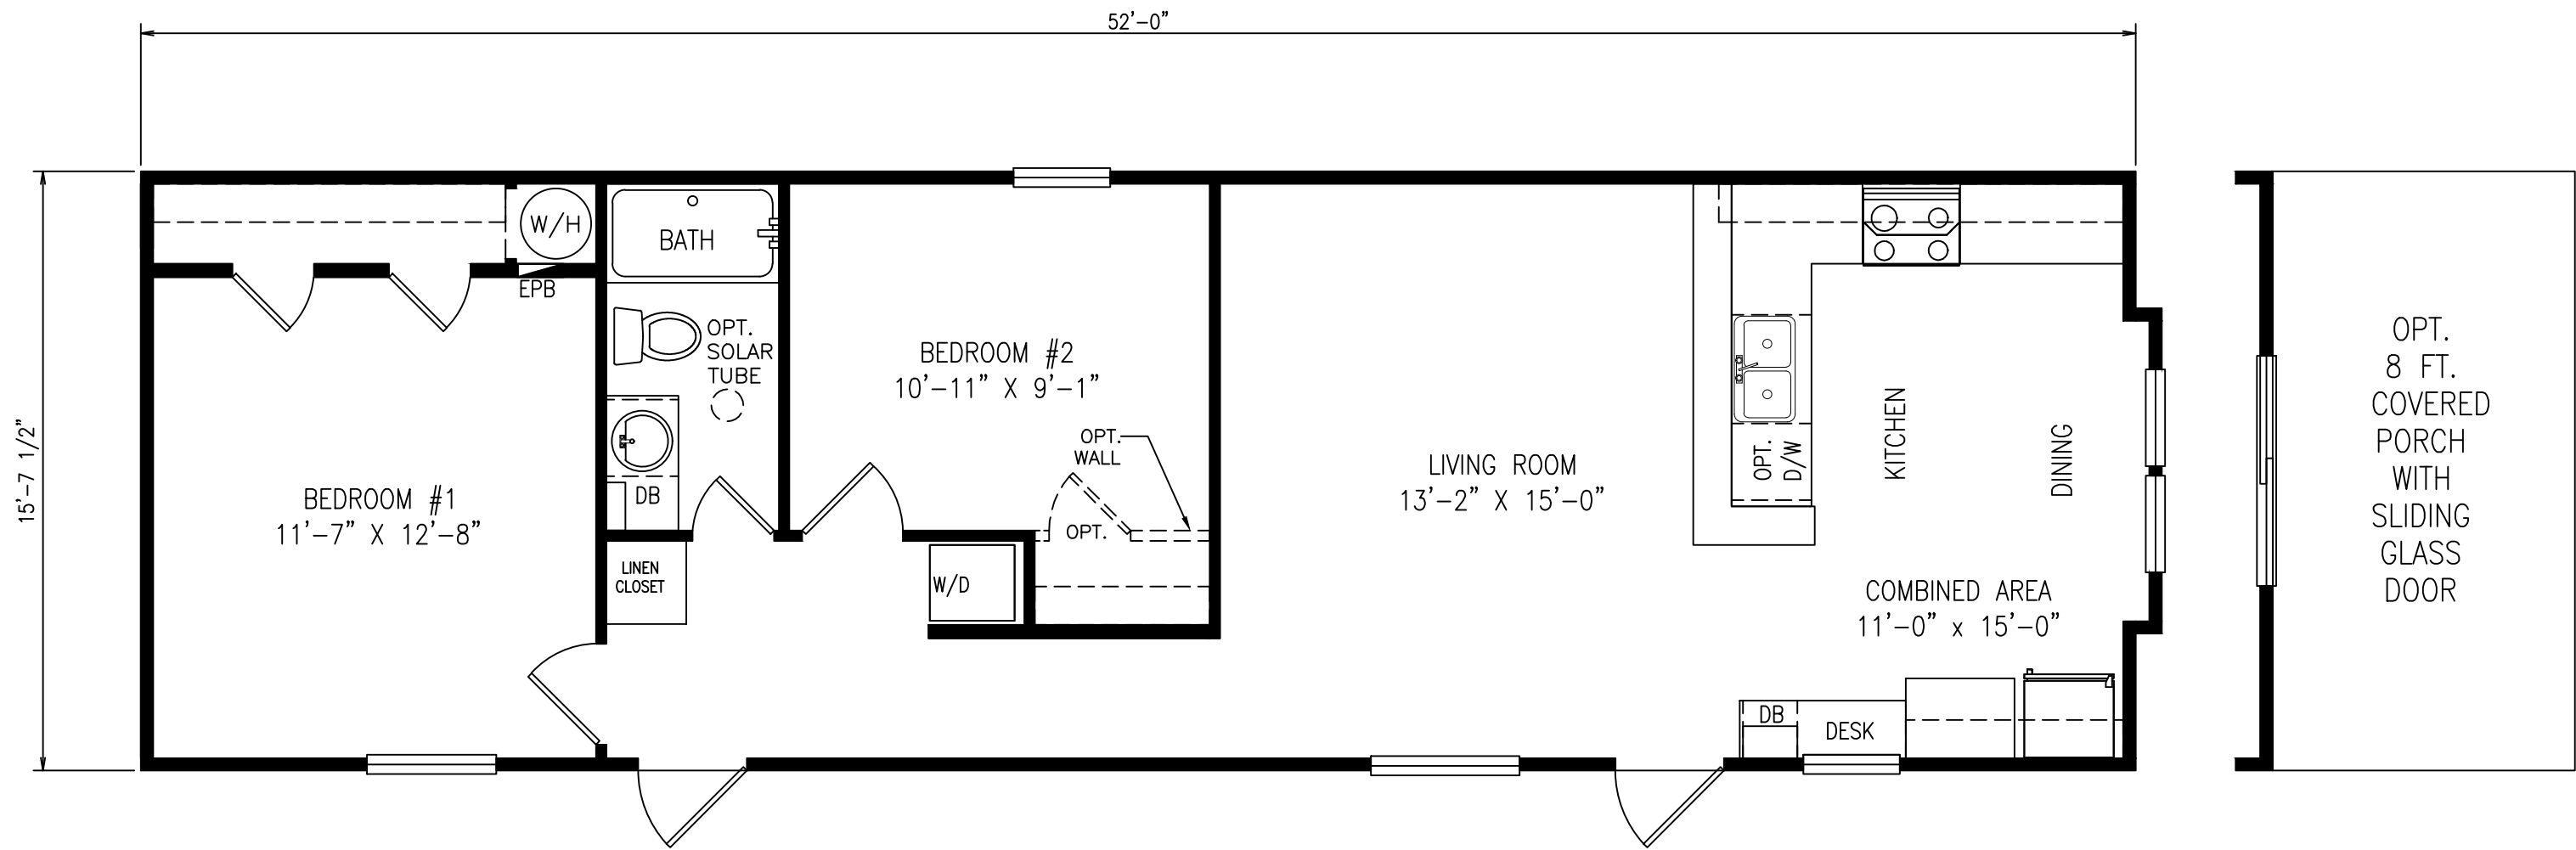 52'-0"
15'-7 1/2"
W/H
EPB
BATH
OPT.
SOLAR
TUBE
DB
BEDROOM #1
11'-7" X 12'-8"
LINEN
CLOSET
BEDROOM #2
10'-11" X 9'-1"
OPT.
WALL
OPT.
W/D
LIVING ROOM
13'-2" X 15'-0"
OPT.
D/W
KITCHEN
DINING
COMBINED AREA
11'-0" x 15'-0"
DB
DESK
OPT.
8 FT.
COVERED
PORCH
WITH
SLIDING
GLASS
DOOR